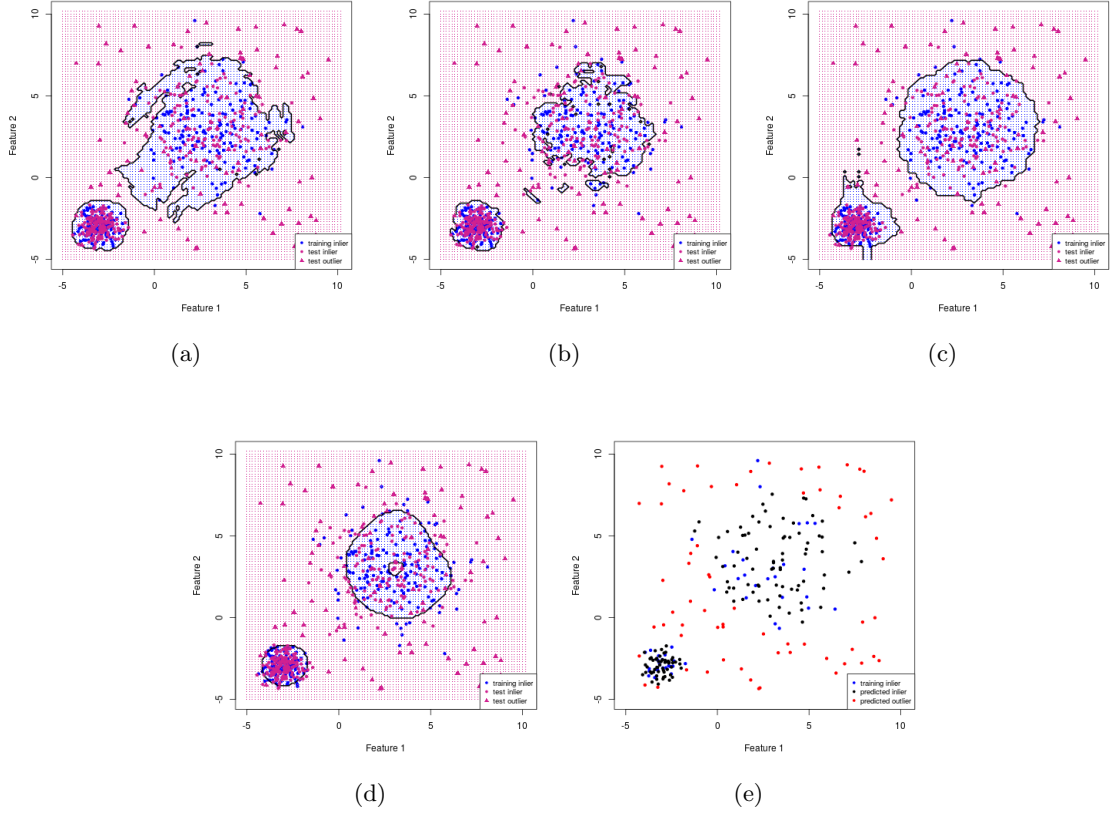 10
5
0
-5
Feature 2
training inlier
test inlier
test outlier
-5
0
5
10
Feature 1
(a)
10
5
0
-5
Feature 2
training inlier
test inlier
test outlier
-5
0
5
10
Feature 1
(b)
10
5
0
-5
Feature 2
training inlier
test inlier
test outlier
-5
0
5
10
Feature 1
(c)
10
5
0
-5
Feature 2
training inlier
test inlier
test outlier
-5
0
5
10
Feature 1
(d)
10
5
0
-5
Feature 2
training inlier
predicted inlier
predicted outlier
-5
0
5
10
Feature 1
(e)